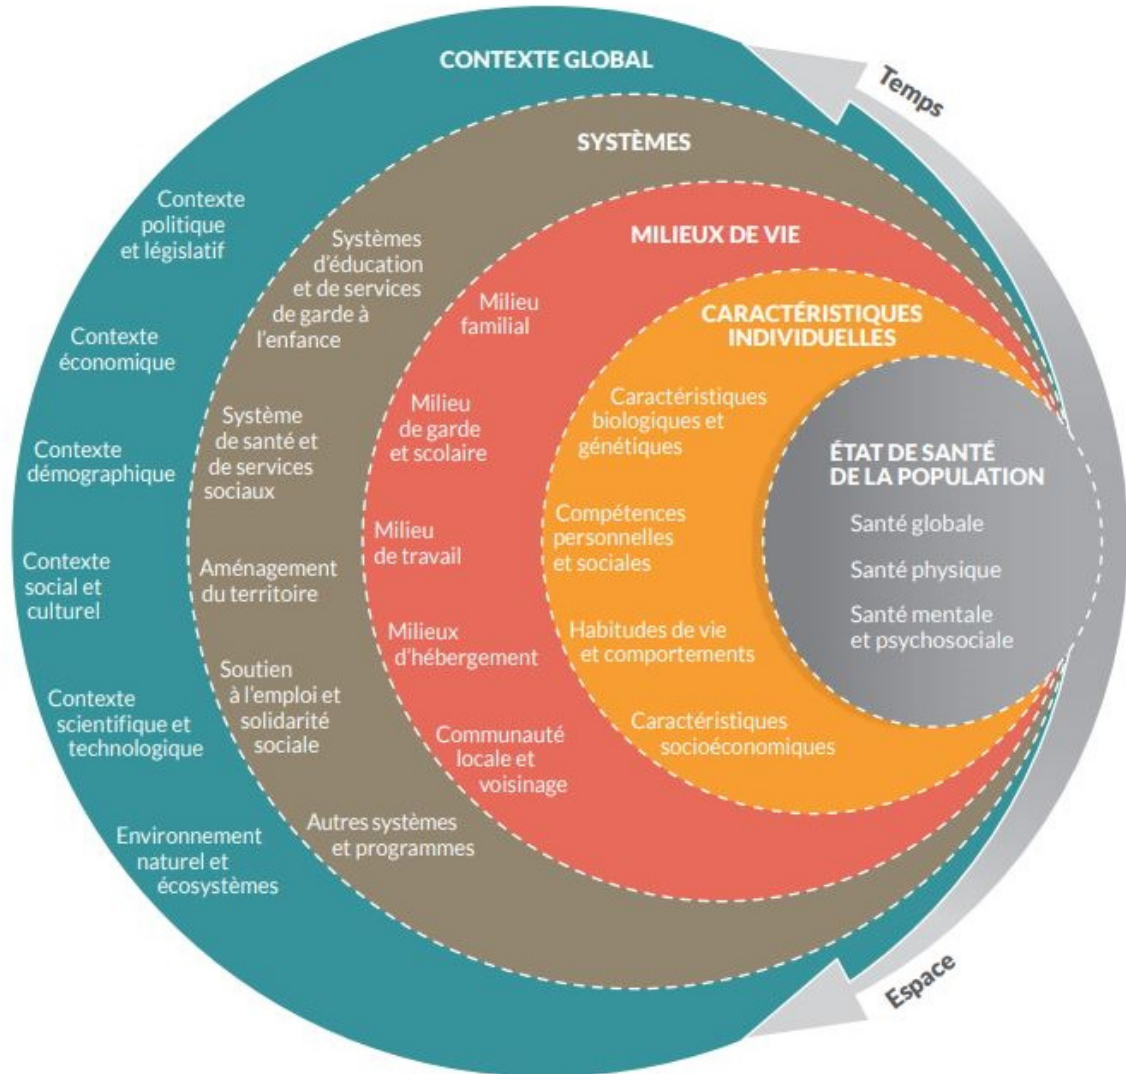 CONTEXTE GLOBAL
Contexte
politique
et législatif
Contexte
économique
Contexte
démographique
Contexte
social et
culturel
Contexte
scientifique et
technologique
Environnement
naturel et
écosystèmes
SYSTÈMES
Systèmes
d'éducation
et de services
de garde à
l'enfance
Système
de santé et
de services
sociaux
Aménagement
du territoire
Soutien
à l'emploi et
solidarité
sociale
Autres systèmes
et programmes
MILIEUX DE VIE
Milieu
familial
Milieu
de garde
et scolaire
Milieu
de travail
Milieux
d'hébergement
Communauté
locale et
voisinage
CARACTÉRISTIQUES
INDIVIDUELLES
Caractéristiques
biologiques et
génétiques
Compétences
personnelles
et sociales
Habitudes de vie
et comportements
Caractéristiques
socioéconomiques
ÉTAT DE SANTÉ
DE LA POPULATION
Santé globale
Santé physique
Santé mentale
et psychosociale
Temps
Espace